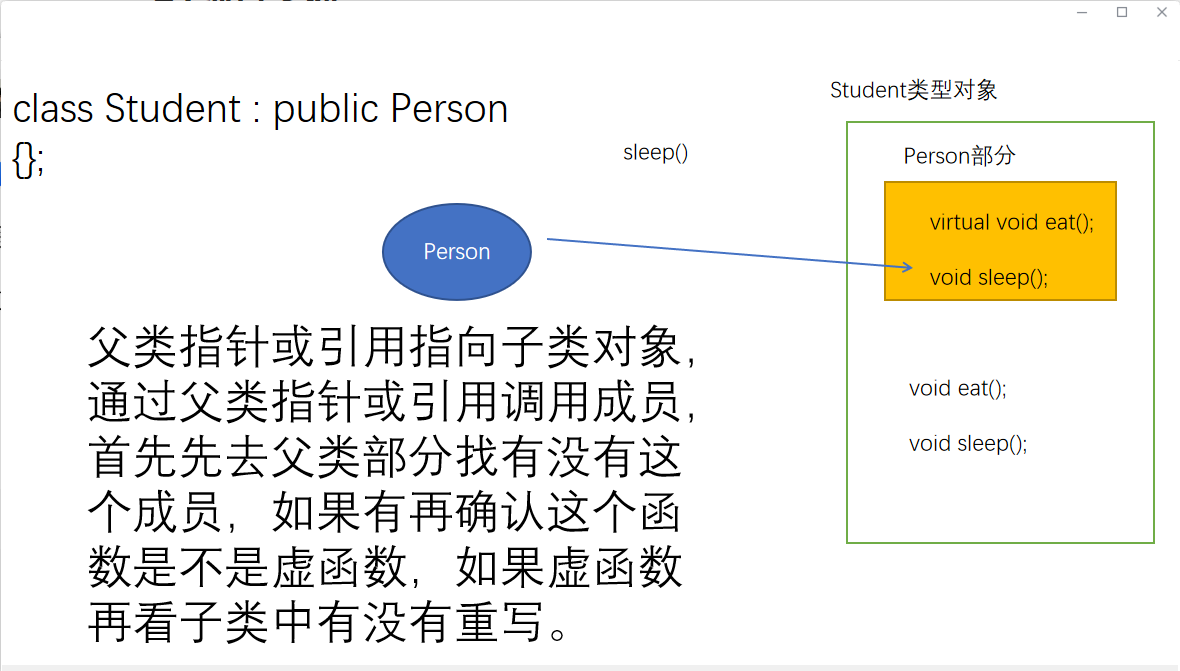 class Student : public Person
{};
sleep()
Person
父类指针或引用指向子类对象，
通过父类指针或引用调用成员，
首先先去父类部分找有没有这
个成员，如果有再确认这个函
数是不是虚函数，如果虚函数
再看子类中有没有重写。
Student类型对象
Person部分
virtual void eat();
void sleep();
void eat();
void sleep();